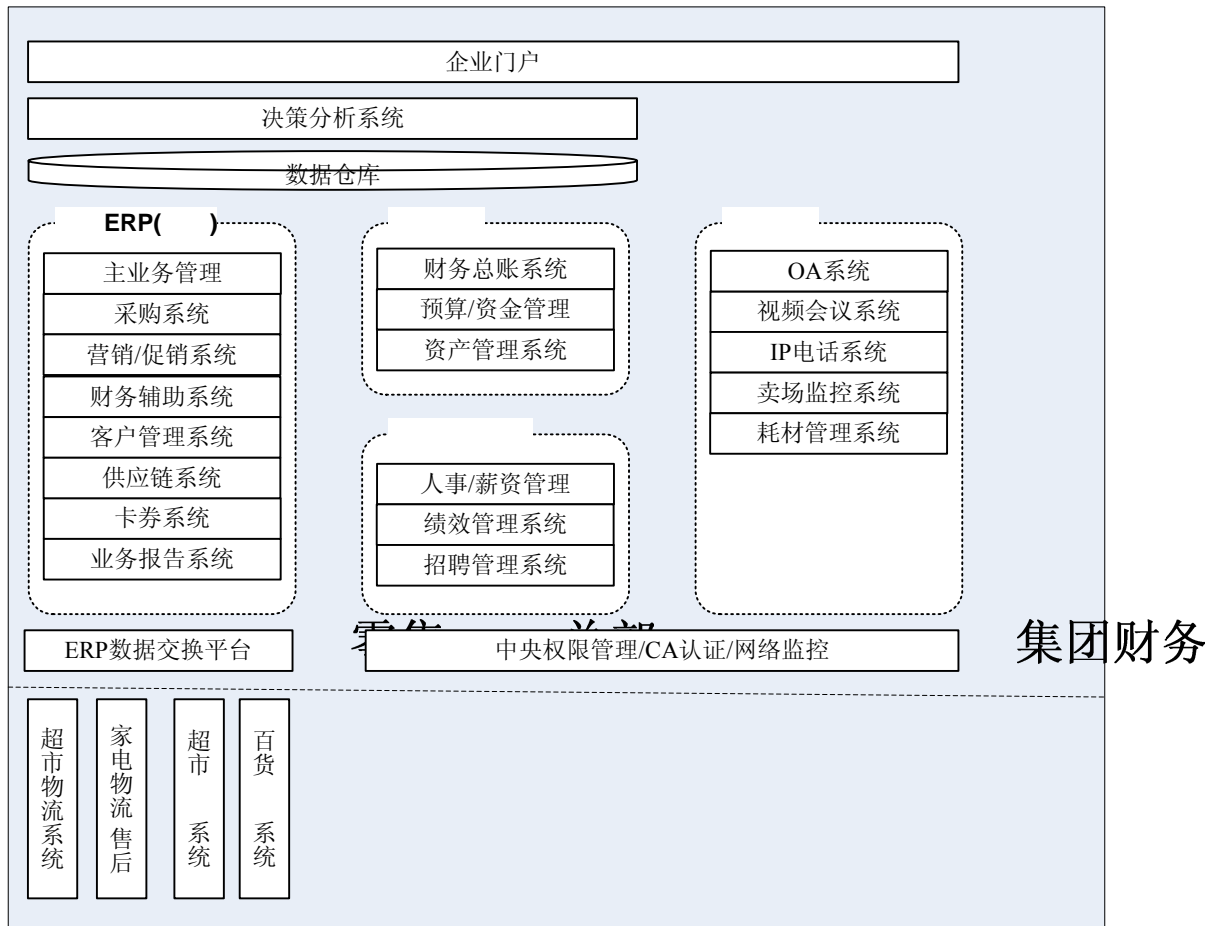 企业门户
决策分析系统
数据仓库
ERP( )
主业务管理
采购系统
营销/促销系统
财务辅助系统
客户管理系统
供应链系统
卡券系统
业务报告系统
财务总账系统
预算/资金管理
资产管理系统
人事/薪资管理
绩效管理系统
招聘管理系统
OA系统
视频会议系统
IP电话系统
卖场监控系统
耗材管理系统
ERP数据交换平台
中央权限管理/CA认证/网络监控
集团财务
超市物流系统
家电物流 售后
超市 系统
百货 系统